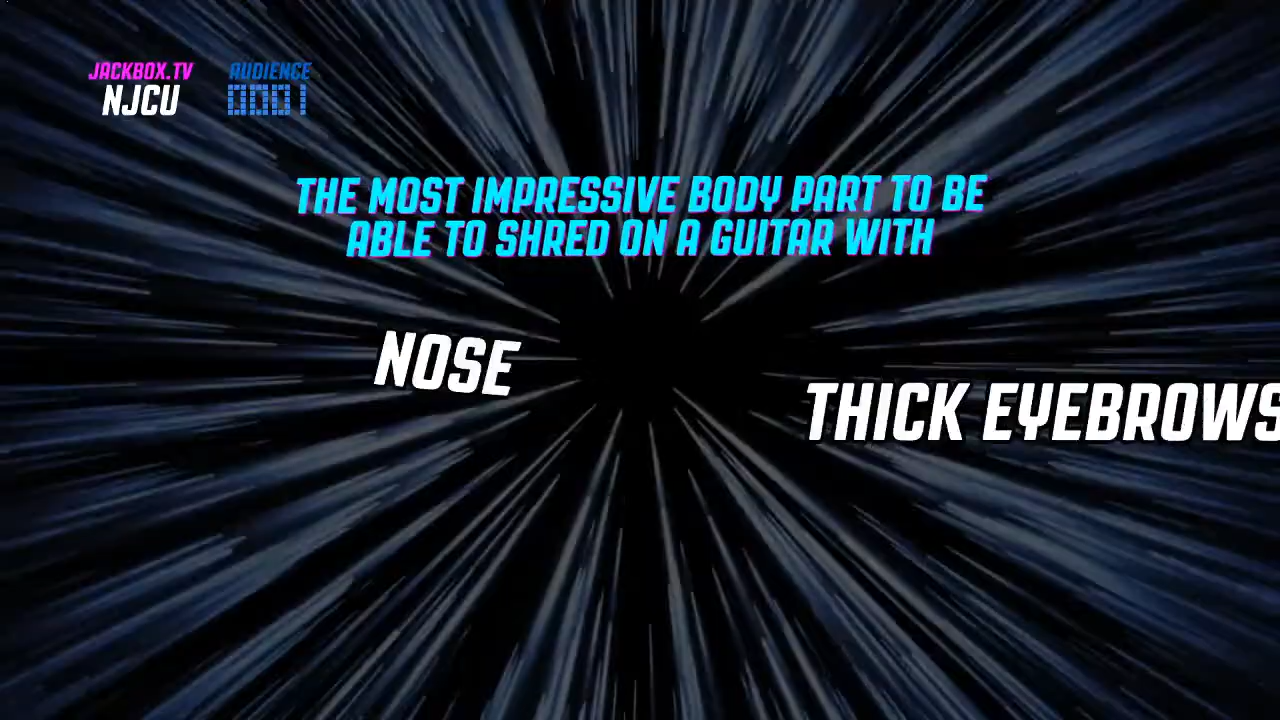 JACKBOX.TV
NJCU
AUDIENCE
0001
THE MOST IMPRESSIVE BODY PART TO BE
ABLE TO SHRED ON A GUITAR WITH
NOSE
THICK EYEBROWS